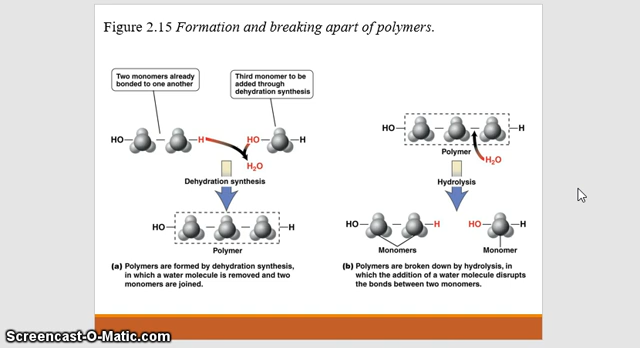 Figure 2.15 Formation and breaking apart of polymers.
Two monomers already
bonded to one another
Third monomer to be
added through
dehydration synthesis
HO
H
HO
H
H₂O
Dehydration synthesis
HO
H
Polymer
(a) Polymers are formed by dehydration synthesis,
in which a water molecule is removed and two
monomers are joined.
HO
H
Polymer
H₂O
Hydrolysis
HO
H
HO
H
Monomers
Monomer
(b) Polymers are broken down by hydrolysis, in
which the addition of a water molecule disrupts
the bonds between two monomers.
Screencast-O-Matic.com